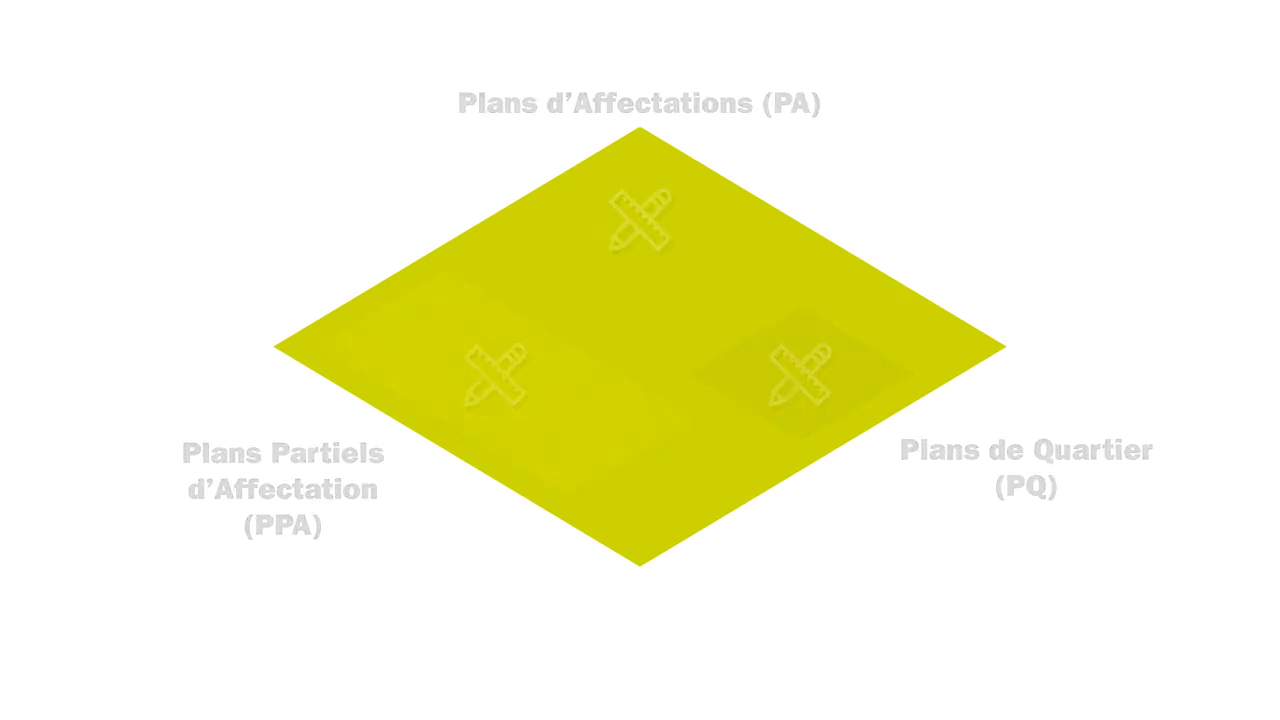 Plans d’Affectations (PA)
Plans Partiels
d’Affectation
(PPA)
Plans de Quartier
(PQ)